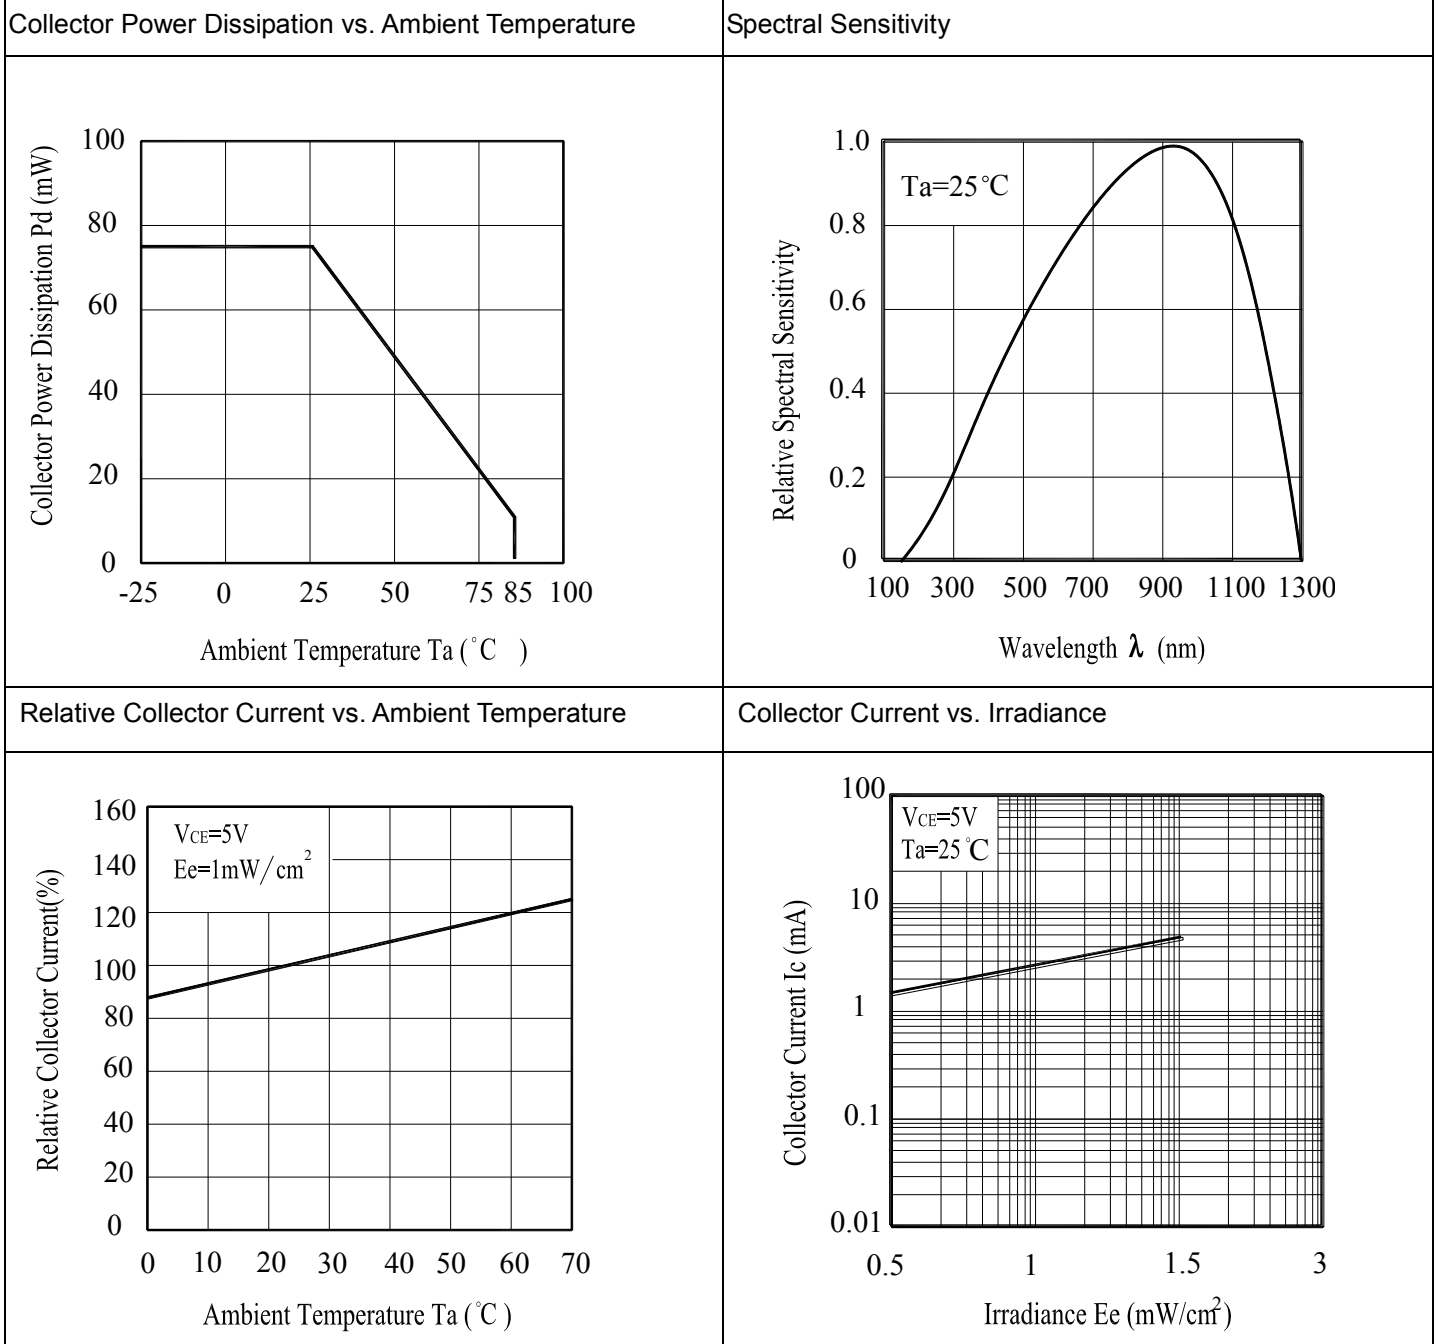 Collector Power Dissipation vs. Ambient Temperature
Spectral Sensitivity
Collector Power Dissipation Pd (mW)
100
80
60
40
20
0
-25 0 25 50 75 85 100
Ambient Temperature Ta (°C )
Relative Spectral Sensitivity
1.0
0.8
0.6
0.4
0.2
0
Ta=25°C
100 300 500 700 900 1100 1300
Wavelength λ (nm)
Relative Collector Current vs. Ambient Temperature
Collector Current vs. Irradiance
Relative Collector Current(%)
160
140
120
100
80
60
40
20
0
VCE=5V
Ee=1mW/cm²
0 10 20 30 40 50 60 70
Ambient Temperature Ta (°C )
Collector Current Ic (mA)
100
10
1
0.1
0.01
VCE=5V
Ta=25°C
0.5 1 1.5 3
Irradiance Ee (mW/cm²)